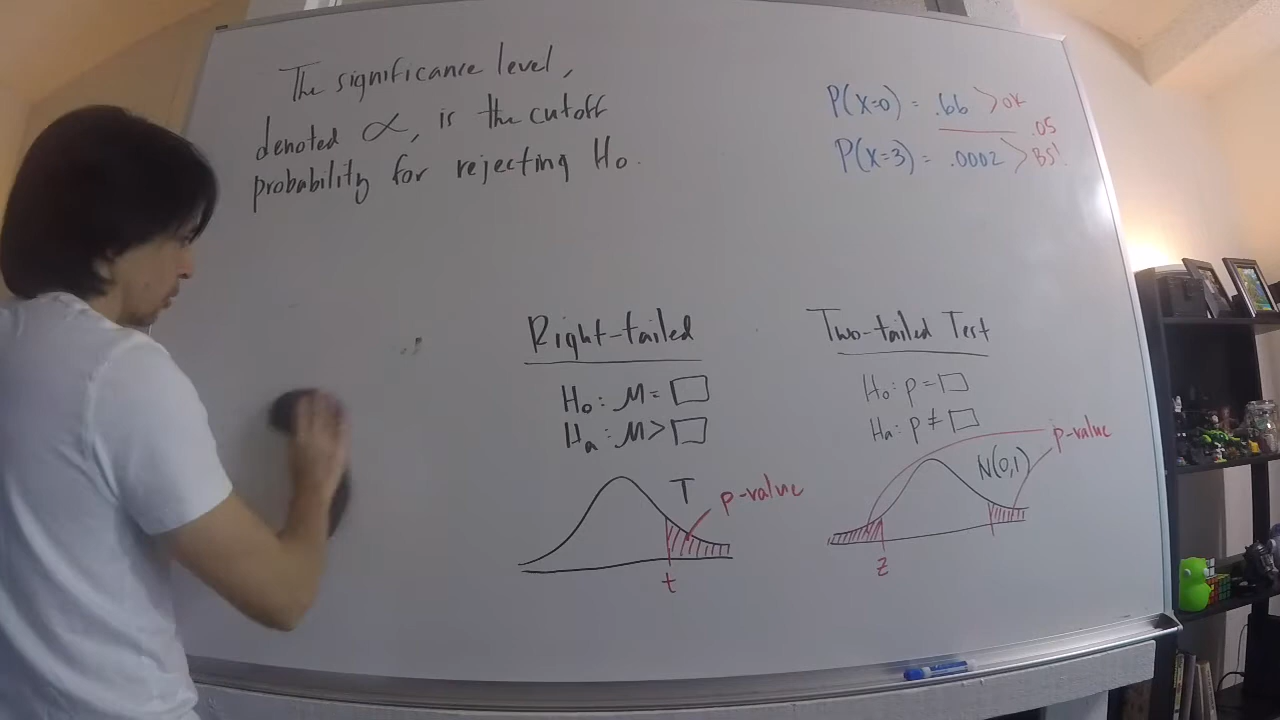 The significance level,
denoted α, is the cutoff
probability for rejecting H₀.
P(X=0) = .66 > OK
.05
P(X=3) = .0002 > BS!
Right-tailed
H₀: μ = □
Hₐ: μ > □
T
p-value
t
Two-tailed Test
H₀: p = □
Hₐ: p ≠ □
p-value
N(0,1)
z